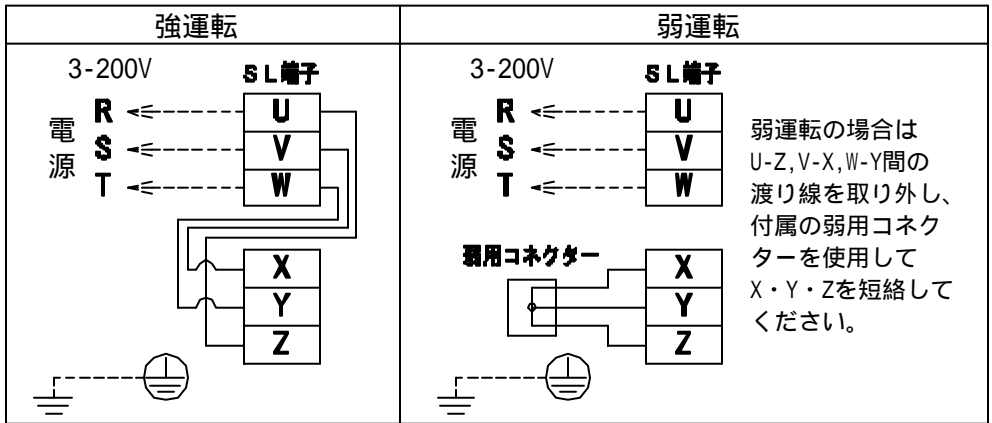 強運転
弱運転
3-200V
SL端子
電源
R
S
T
U
V
W
X
Y
Z
3-200V
SL端子
電源
R
S
T
U
V
W
弱用コネクター
X
Y
Z
弱運転の場合は
U-Z,V-X,W-Y間の
渡り線を取り外し、
付属の弱用コネク
ターを使用して
X・Y・Zを短絡して
ください。